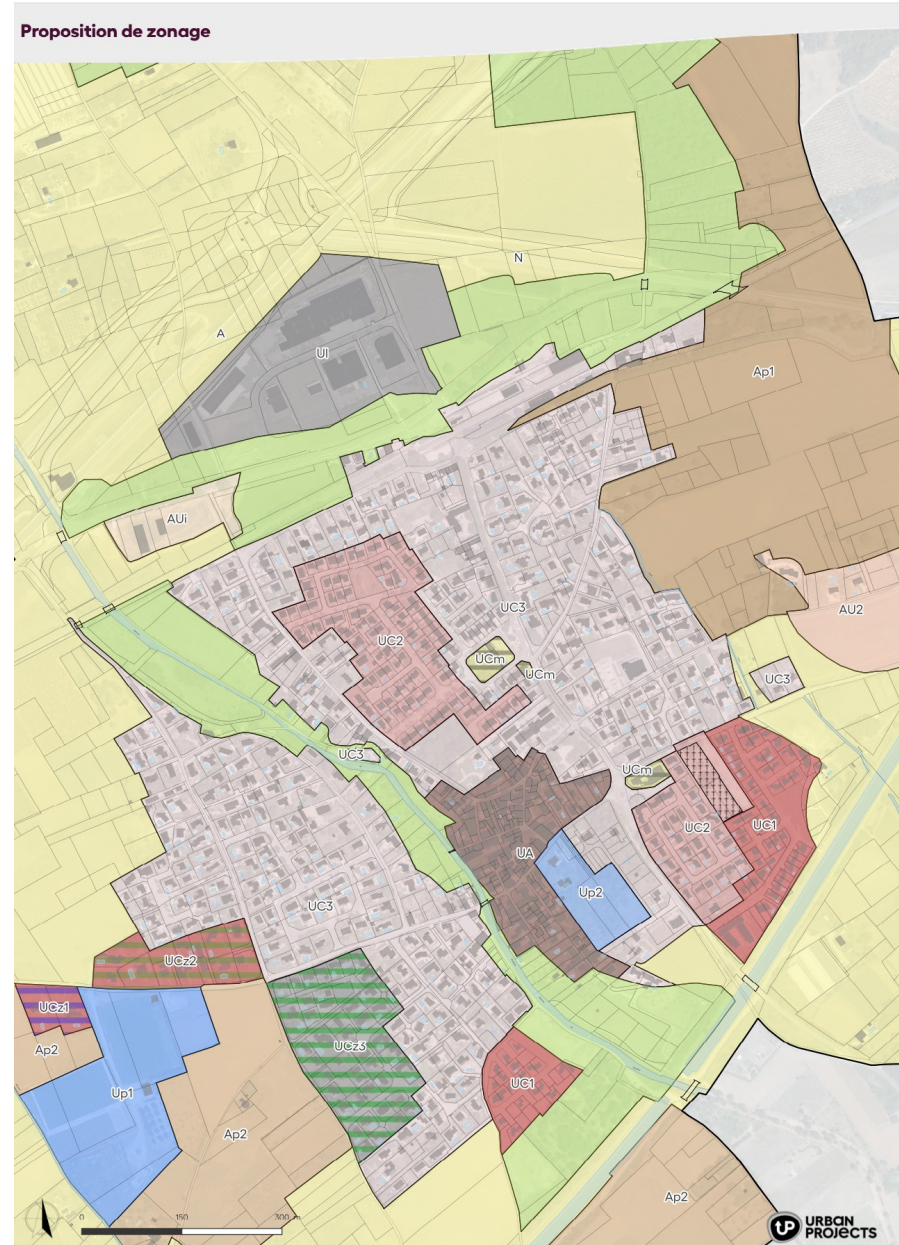 Proposition de zonage
N
A
UI
Ap1
AUi
AU2
UC3
UC2
UCm
UCm
UC3
UC3
UCm
UC2
UC1
UA
Up2
UC3
UCz2
UCz1
Ap2
UCz3
UC1
Up1
Ap2
Ap2
0 150 300 m
UP URBAN
PROJECTS